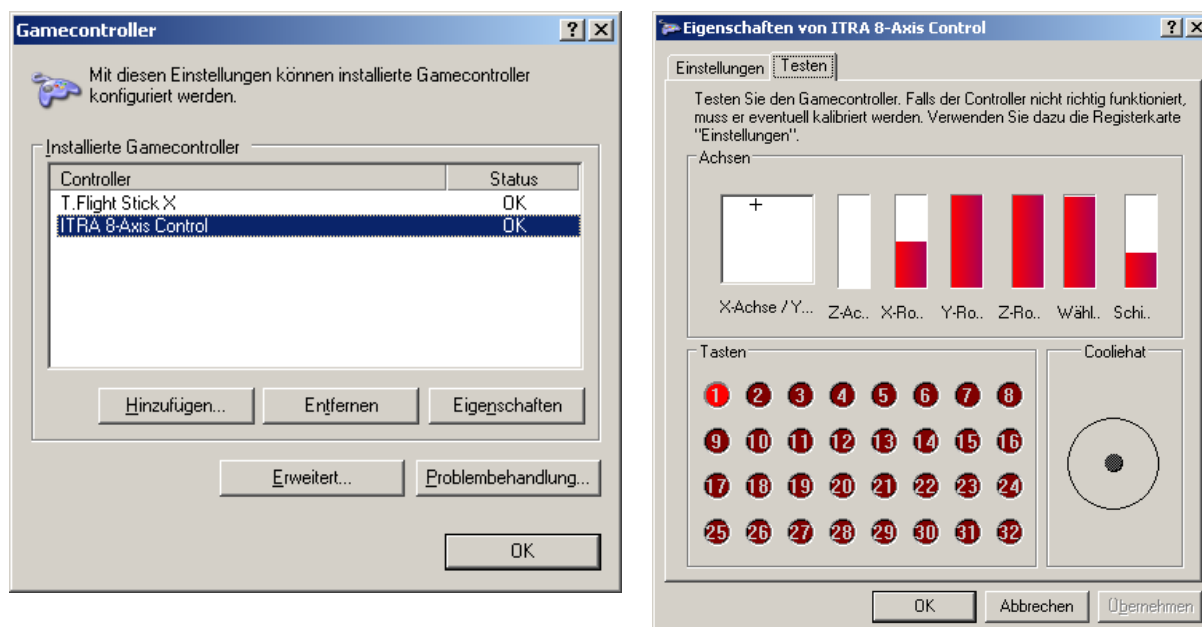 Gamecontroller
Mit diesen Einstellungen können installierte Gamecontroller
konfiguriert werden.
Installierte Gamecontroller
Controller Status
T.Flight Stick X OK
ITRA 8-Axis Control OK
Hinzufügen... Entfernen Eigenschaften
Erweitert... Problembehandlung...
OK
Eigenschaften von ITRA 8-Axis Control
Einstellungen Testen
Testen Sie den Gamecontroller. Falls der Controller nicht richtig funktioniert,
muss er eventuell kalibriert werden. Verwenden Sie dazu die Registerkarte
"Einstellungen".
Achsen
X-Achse / Y... Z-Ac.. X-Ro.. Y-Ro.. Z-Ro.. Wähl.. Schi..
Tasten
1 2 3 4 5 6 7 8
9 10 11 12 13 14 15 16
17 18 19 20 21 22 23 24
25 26 27 28 29 30 31 32
Cooliehat
OK Abbrechen Übernehmen